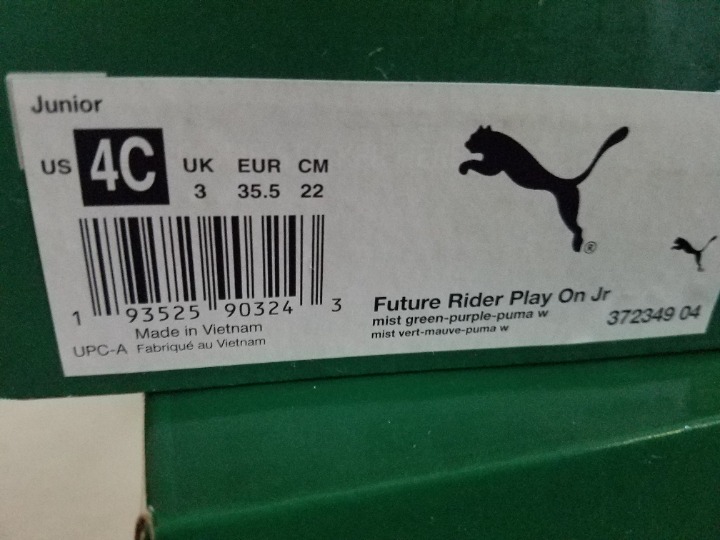 Junior
US 4C UK EUR CM
3 35.5 22
1 93525 90324 3
Made in Vietnam
UPC-A Fabriqué au Vietnam
®
Future Rider Play On Jr
mist green-purple-puma w
mist vert-mauve-puma w
372349 04